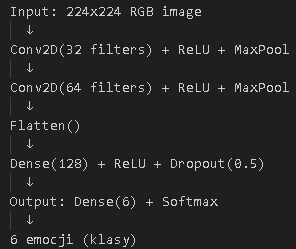 Input: 224x224 RGB image
↓
Conv2D(32 filters) + ReLU + MaxPool
↓
Conv2D(64 filters) + ReLU + MaxPool
↓
Flatten()
↓
Dense(128) + ReLU + Dropout(0.5)
↓
Output: Dense(6) + Softmax
↓
6 emocji (klasy)